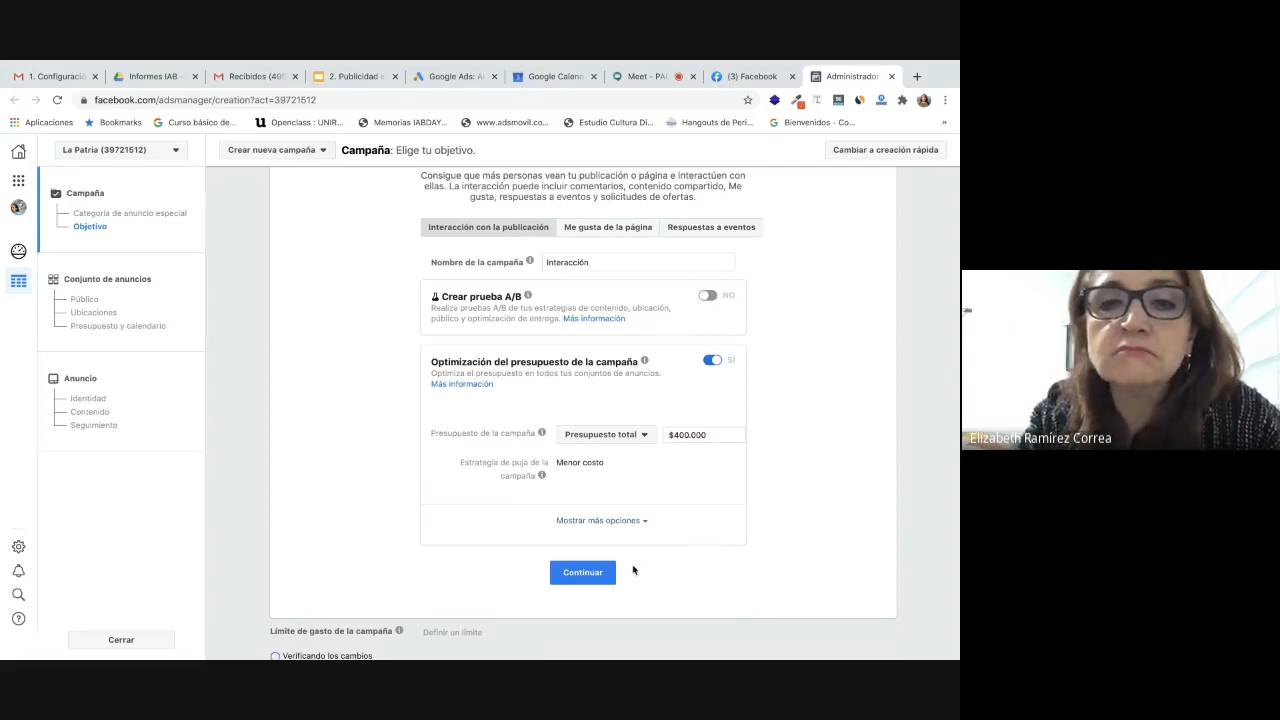 1. Configuració
Informes IAB -
Recibidos (49
2. Publicidad e
Google Ads: A
Google Calen
Meet - PA
(3) Facebook
Administrador
facebook.com/adsmanager/creation?act=39721512
Aplicaciones
Bookmarks
Curso básico de...
Openclass : UNIR...
Memorias IABDAY...
www.adsmovil.co...
Estudio Cultura Di...
Hangouts de Peri...
Bienvenidos - Co...
»
La Patria (39721512)
Crear nueva campaña
Campaña: Elige tu objetivo.
Cambiar a creación rápida
Campaña
Categoría de anuncio especial
Objetivo
Conjunto de anuncios
Público
Ubicaciones
Presupuesto y calendario
Anuncio
Identidad
Contenido
Seguimiento
Cerrar
Consigue que más personas vean tu publicación o página e interactúen con
ellas. La interacción puede incluir comentarios, contenido compartido, Me
gusta, respuestas a eventos y solicitudes de ofertas.
Interacción con la publicación
Me gusta de la página
Respuestas a eventos
Nombre de la campaña
Interacción
Crear prueba A/B
NO
Realiza pruebas A/B de tus estrategias de contenido, ubicación,
público y optimización de entrega. Más información
Optimización del presupuesto de la campaña
SÍ
Optimiza el presupuesto en todos tus conjuntos de anuncios.
Más información
Presupuesto de la campaña
Presupuesto total
$400.000
Estrategia de puja de la
campaña
Menor costo
Mostrar más opciones
Continuar
Límite de gasto de la campaña
Definir un límite
Verificando los cambios
Elizabeth Ramírez Correa